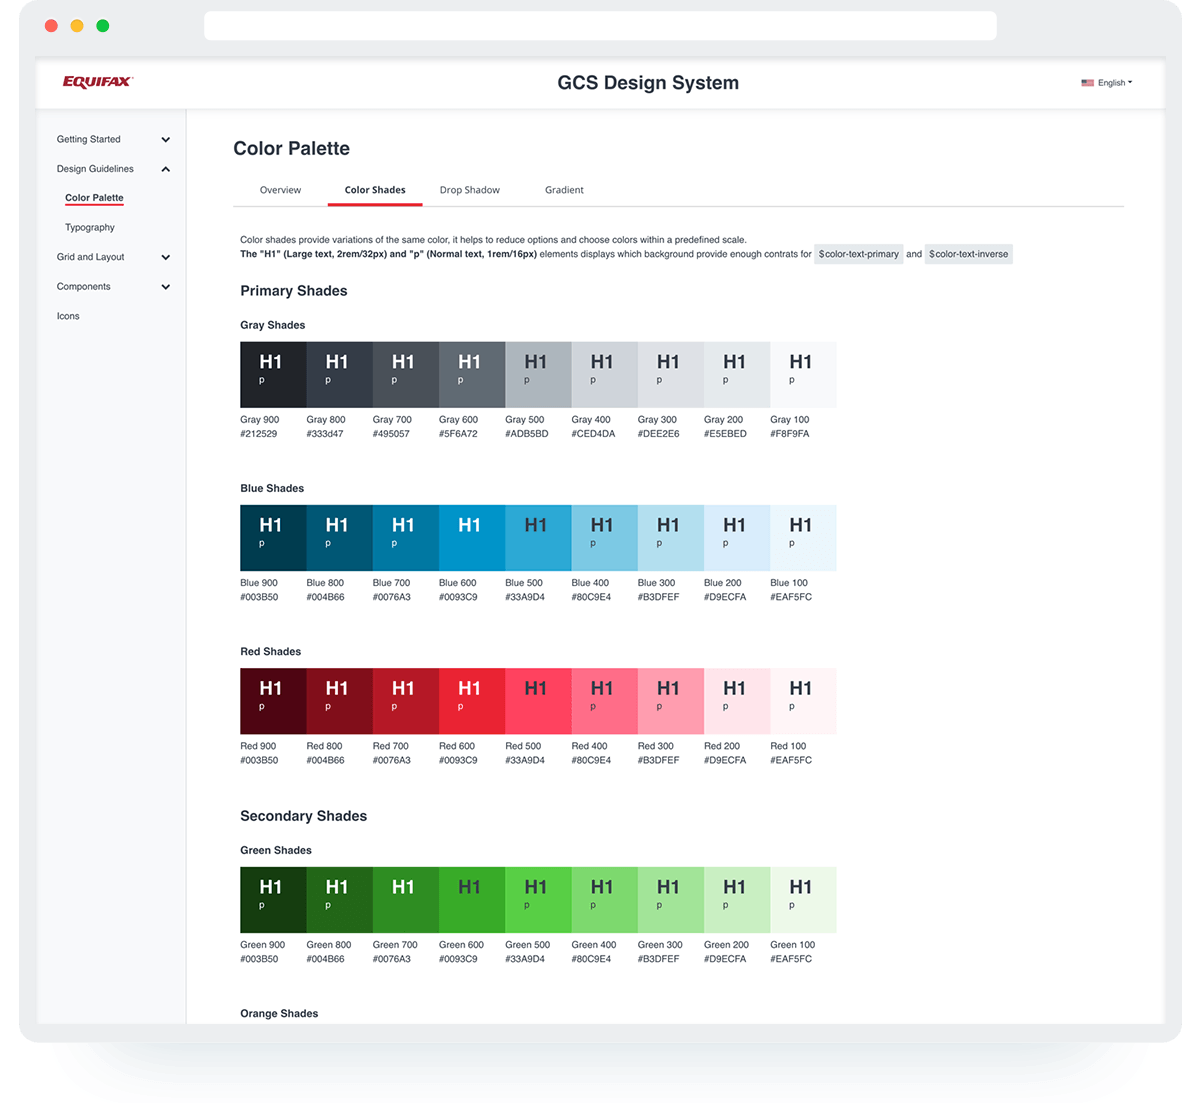 EQUIFAX
GCS Design System
English
Getting Started
Design Guidelines
Color Palette
Typography
Grid and Layout
Components
Icons
Color Palette
Overview Color Shades Drop Shadow Gradient
Color shades provide variations of the same color, it helps to reduce options and choose colors within a predefined scale.
The "H1" (Large text, 2rem/32px) and "p" (Normal text, 1rem/16px) elements displays which background provide enough contrats for $color-text-primary and $color-text-inverse
Primary Shades
Gray Shades
H1 H1 H1 H1 H1 H1 H1 H1 H1
p p p p p p p p p
Gray 900 Gray 800 Gray 700 Gray 600 Gray 500 Gray 400 Gray 300 Gray 200 Gray 100
#212529 #333d47 #495057 #5F6A72 #ADB5BD #CED4DA #DEE2E6 #E5EBED #F8F9FA
Blue Shades
H1 H1 H1 H1 H1 H1 H1 H1 H1
p p p p p p p
Blue 900 Blue 800 Blue 700 Blue 600 Blue 500 Blue 400 Blue 300 Blue 200 Blue 100
#003B50 #004B66 #0076A3 #0093C9 #33A9D4 #80C9E4 #B3DFEF #D9ECFA #EAF5FC
Red Shades
H1 H1 H1 H1 H1 H1 H1 H1 H1
p p p p p p p p
Red 900 Red 800 Red 700 Red 600 Red 500 Red 400 Red 300 Red 200 Red 100
#003B50 #004B66 #0076A3 #0093C9 #33A9D4 #80C9E4 #B3DFEF #D9ECFA #EAF5FC
Secondary Shades
Green Shades
H1 H1 H1 H1 H1 H1 H1 H1 H1
p p p p p p p
Green 900 Green 800 Green 700 Green 600 Green 500 Green 400 Green 300 Green 200 Green 100
#003B50 #004B66 #0076A3 #0093C9 #33A9D4 #80C9E4 #B3DFEF #D9ECFA #EAF5FC
Orange Shades